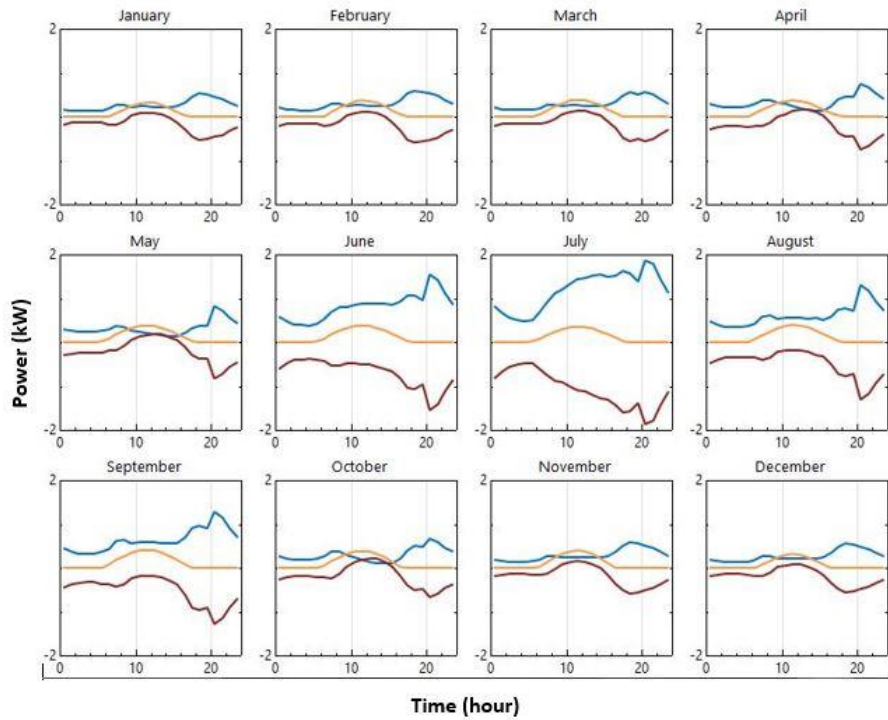 January February March April
2 2 2 2
-2 -2 -2 -2
0 10 20 0 10 20 0 10 20 0 10 20
May June July August
2 2 2 2
-2 -2 -2 -2
0 10 20 0 10 20 0 10 20 0 10 20
September October November December
2 2 2 2
-2 -2 -2 -2
0 10 20 0 10 20 0 10 20 0 10 20
Power (kW)
Time (hour)